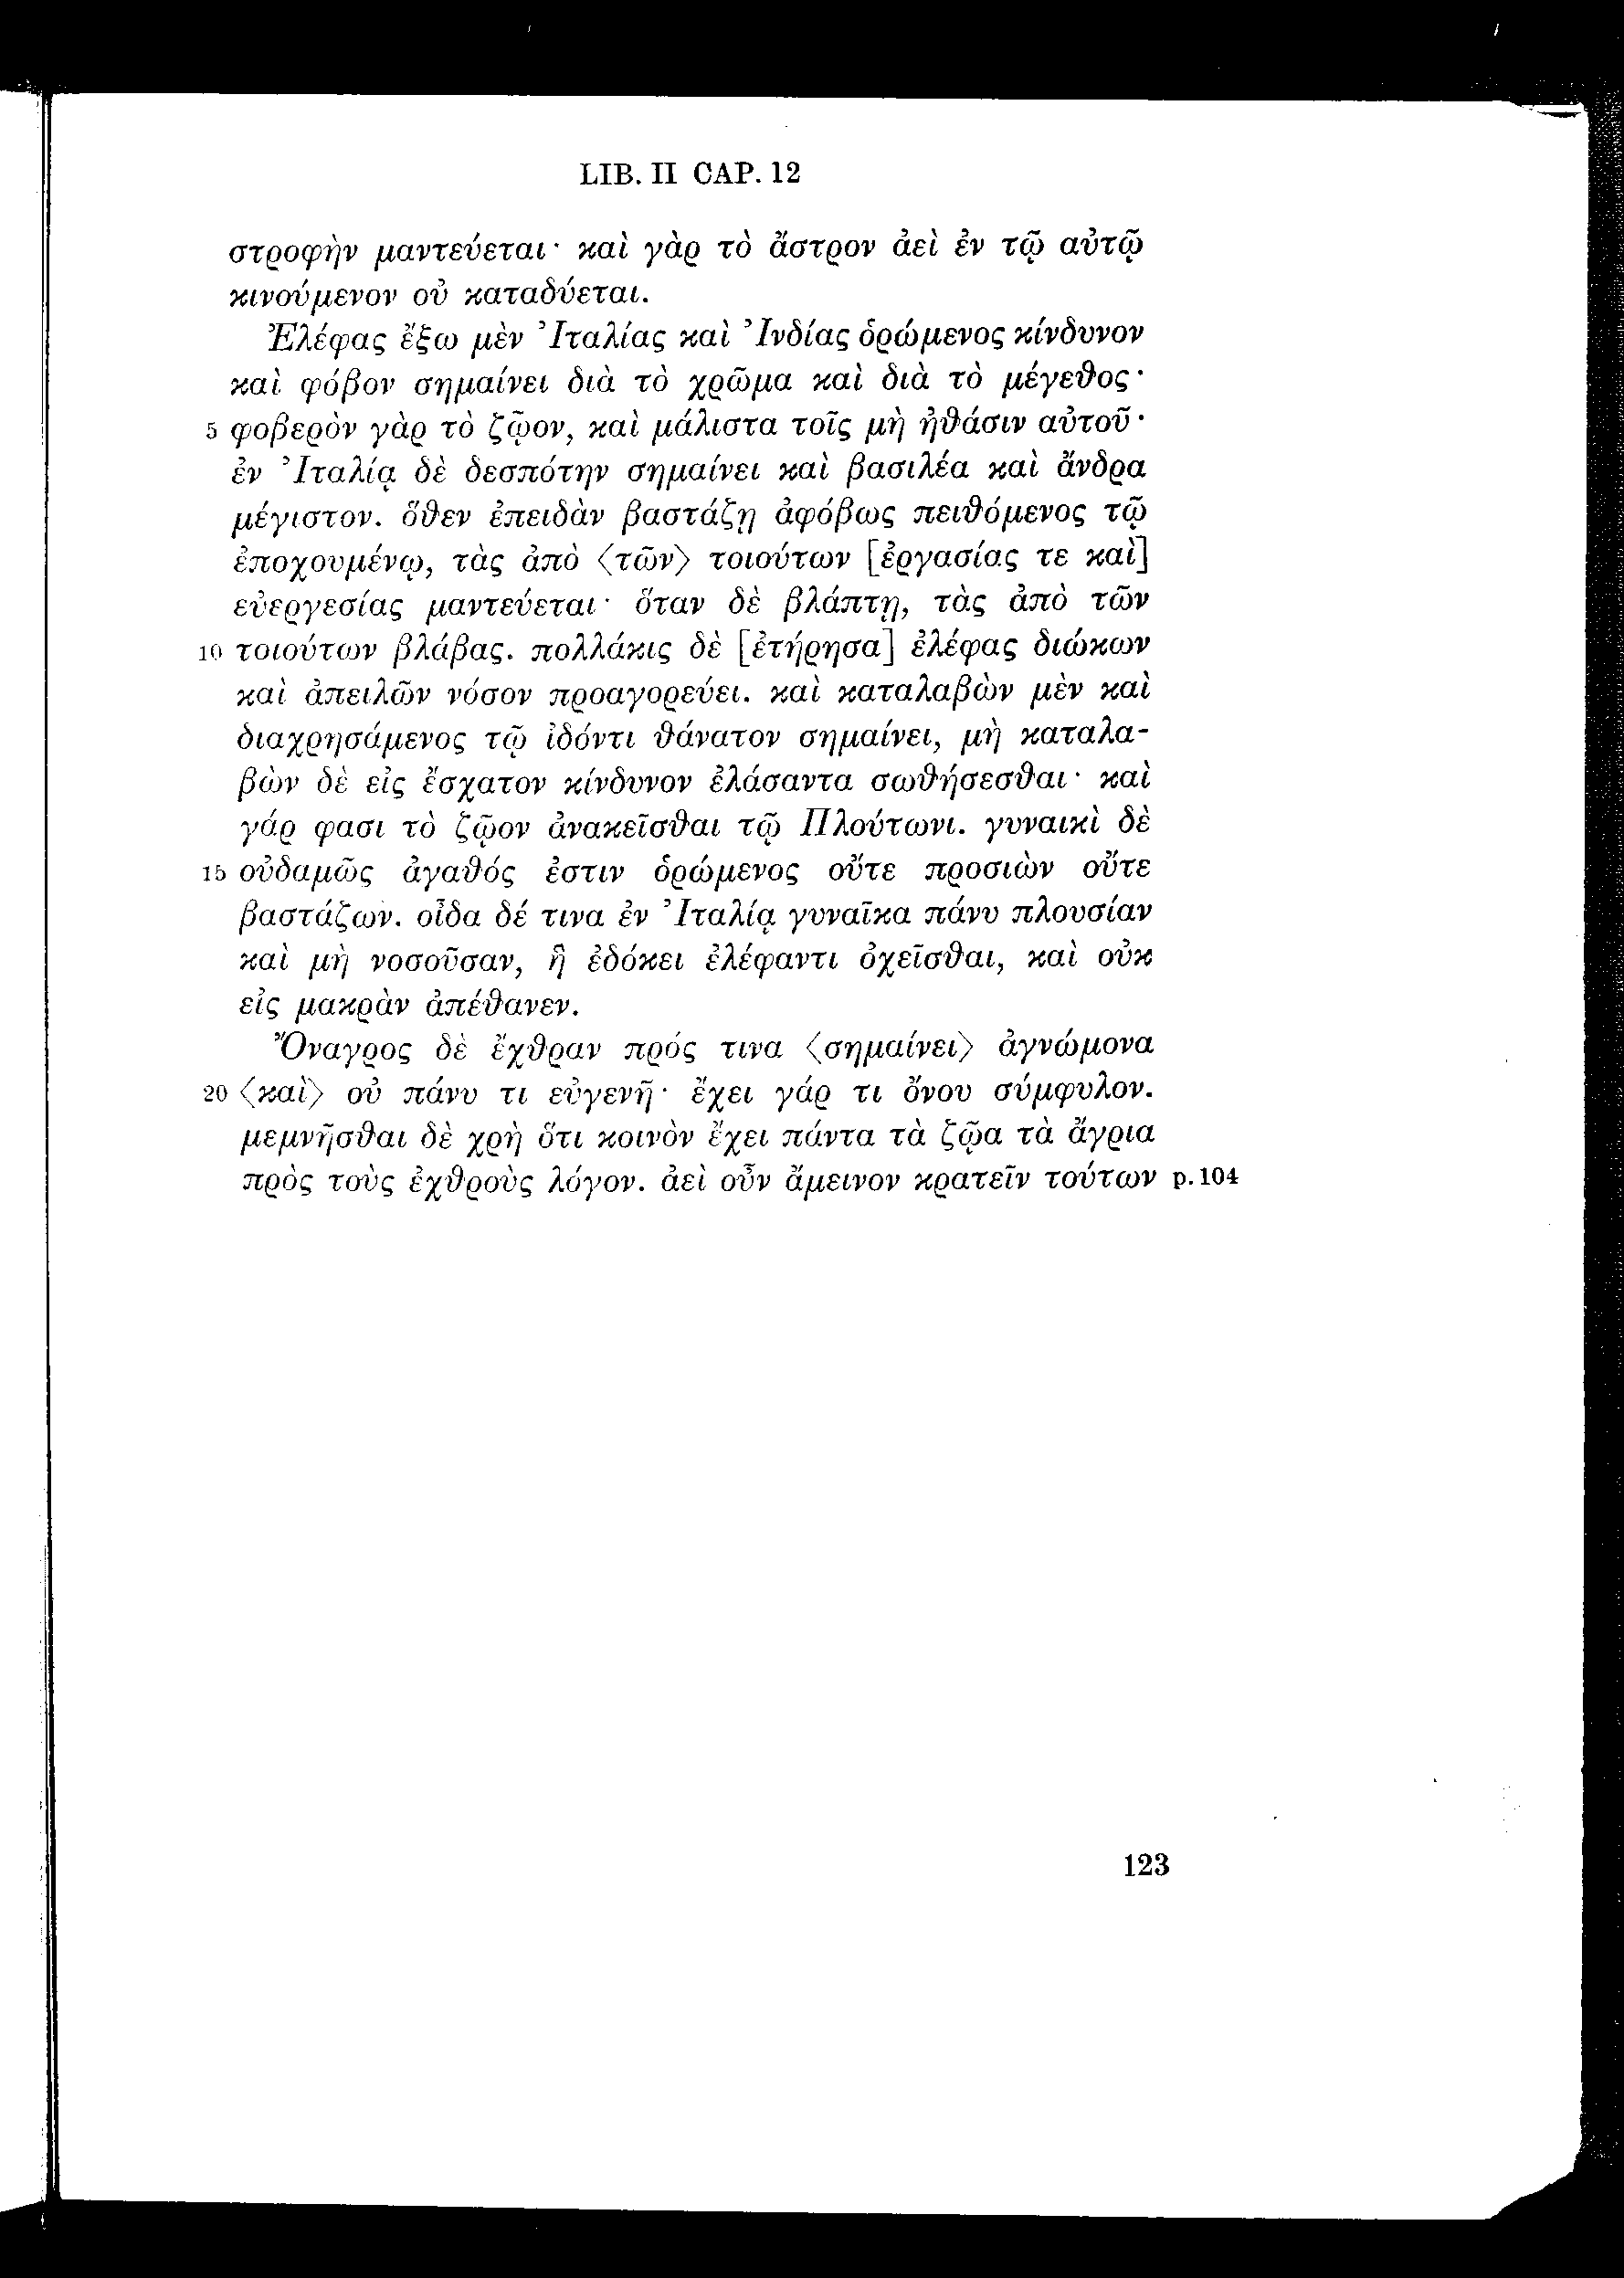 LIB. II CAP. 12
στροφὴν μαντεύεται· καὶ γὰρ τὸ ἄστρον ἀεὶ ἐν τῷ αὐτῷ
κινούμενον οὐ καταδύεται.
Ἐλέφας ἔξω μὲν Ἰταλίας καὶ Ἰνδίας ὁρώμενος κίνδυνον
καὶ φόβον σημαίνει διὰ τὸ χρῶμα καὶ διὰ τὸ μέγεθος·
5 φοβερὸν γὰρ τὸ ζῷον, καὶ μάλιστα τοῖς μὴ ἠθάσιν αὐτοῦ·
ἐν Ἰταλίᾳ δὲ δεσπότην σημαίνει καὶ βασιλέα καὶ ἄνδρα
μέγιστον. ὅθεν ἐπειδὰν βαστάζῃ ἀφόβως πειθόμενος τῷ
ἐποχουμένῳ, τὰς ἀπὸ 〈τῶν〉 τοιούτων [ἐργασίας τε καὶ]
εὐεργεσίας μαντεύεται· ὅταν δὲ βλάπτῃ, τὰς ἀπὸ τῶν
10 τοιούτων βλάβας. πολλάκις δὲ [ἐτήρησα] ἐλέφας διώκων
καὶ ἀπειλῶν νόσον προαγορεύει. καὶ καταλαβὼν μὲν καὶ
διαχρησάμενος τῷ ἰδόντι θάνατον σημαίνει, μὴ καταλα-
βὼν δὲ εἰς ἔσχατον κίνδυνον ἐλάσαντα σωθήσεσθαι· καὶ
γάρ φασι τὸ ζῷον ἀνακεῖσθαι τῷ Πλούτωνι. γυναικὶ δὲ
15 οὐδαμῶς ἀγαθός ἐστιν ὁρώμενος οὔτε προσιὼν οὔτε
βαστάζων. οἶδα δέ τινα ἐν Ἰταλίᾳ γυναῖκα πάνυ πλουσίαν
καὶ μὴ νοσοῦσαν, ἣ ἐδόκει ἐλέφαντι ὀχεῖσθαι, καὶ οὐκ
εἰς μακρὰν ἀπέθανεν.
Ὄναγρος δὲ ἔχθραν πρός τινα 〈σημαίνει〉 ἀγνώμονα
20 〈καὶ〉 οὐ πάνυ τι εὐγενῆ· ἔχει γάρ τι ὄνου σύμφυλον.
μεμνῆσθαι δὲ χρὴ ὅτι κοινὸν ἔχει πάντα τὰ ζῷα τὰ ἄγρια
πρὸς τοὺς ἐχθροὺς λόγον. ἀεὶ οὖν ἄμεινον κρατεῖν τούτων p. 104
123